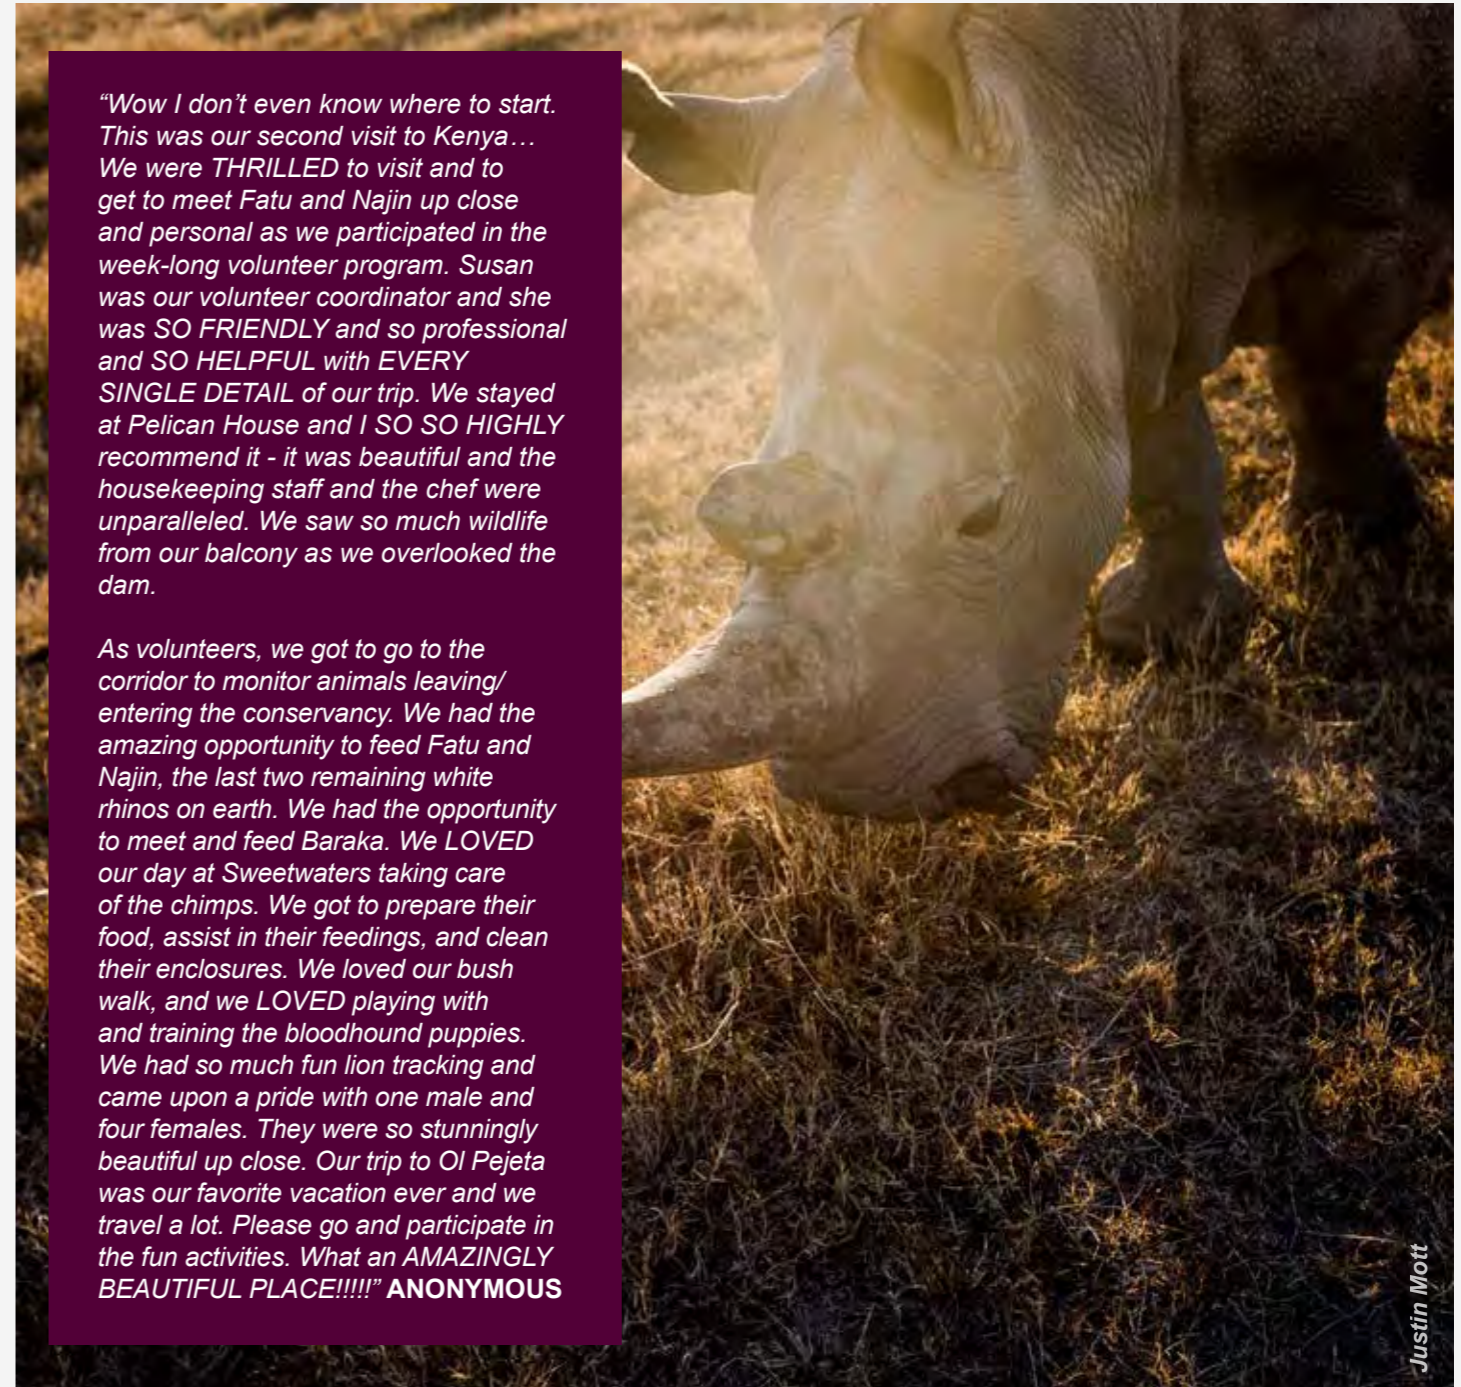 “Wow I don’t even know where to start.
This was our second visit to Kenya…
We were THRILLED to visit and to
get to meet Fatu and Najin up close
and personal as we participated in the
week-long volunteer program. Susan
was our volunteer coordinator and she
was SO FRIENDLY and so professional
and SO HELPFUL with EVERY
SINGLE DETAIL of our trip. We stayed
at Pelican House and I SO SO HIGHLY
recommend it - it was beautiful and the
housekeeping staff and the chef were
unparalleled. We saw so much wildlife
from our balcony as we overlooked the
dam.
As volunteers, we got to go to the
corridor to monitor animals leaving/
entering the conservancy. We had the
amazing opportunity to feed Fatu and
Najin, the last two remaining white
rhinos on earth. We had the opportunity
to meet and feed Baraka. We LOVED
our day at Sweetwaters taking care
of the chimps. We got to prepare their
food, assist in their feedings, and clean
their enclosures. We loved our bush
walk, and we LOVED playing with
and training the bloodhound puppies.
We had so much fun lion tracking and
came upon a pride with one male and
four females. They were so stunningly
beautiful up close. Our trip to Ol Pejeta
was our favorite vacation ever and we
travel a lot. Please go and participate in
the fun activities. What an AMAZINGLY
BEAUTIFUL PLACE!!!!!” ANONYMOUS
Justin Mott